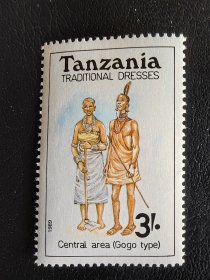 Tanzania
TRADITIONAL DRESSES
1989
3/-
Central area (Gogo type)